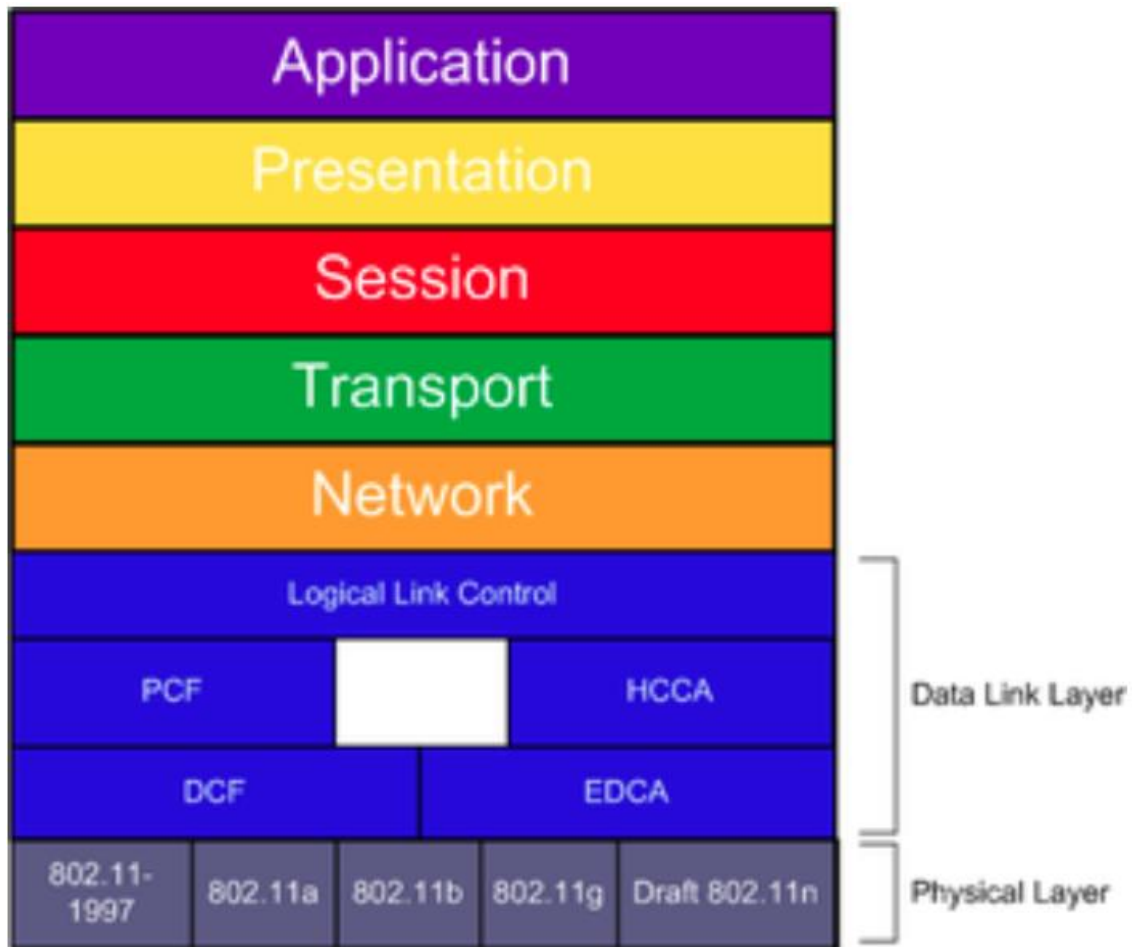 Application
Presentation
Session
Transport
Network
Logical Link Control
PCF
HCCA
Data Link Layer
DCF
EDCA
802.11-
1997
802.11a
802.11b
802.11g
Draft 802.11n
Physical Layer